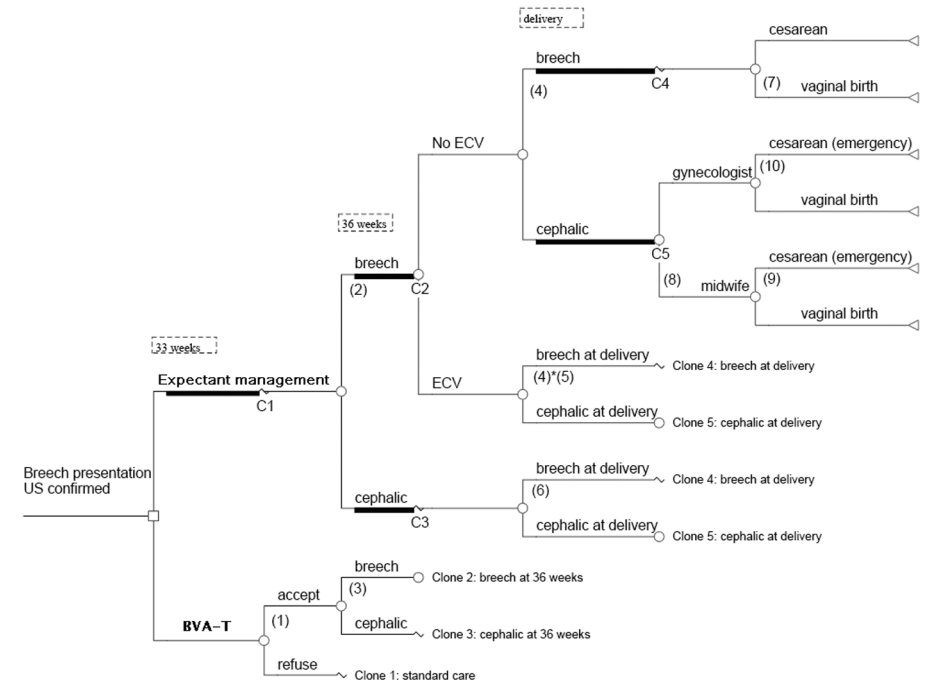 delivery
cesarean
breech
(4)
C4
(7)
vaginal birth
No ECV
cesarean (emergency)
gynecologist
(10)
vaginal birth
36 weeks
cephalic
C5
breech
(2)
C2
cesarean (emergency)
(8)
midwife
(9)
vaginal birth
33 weeks
breech at delivery
Clone 4: breech at delivery
Expectant management
C1
ECV
(4)*(5)
cephalic at delivery
Clone 5: cephalic at delivery
Breech presentation
US confirmed
breech at delivery
Clone 4: breech at delivery
(6)
cephalic
C3
cephalic at delivery
Clone 5: cephalic at delivery
breech
Clone 2: breech at 36 weeks
(3)
accept
(1)
BVA-T
cephalic
Clone 3: cephalic at 36 weeks
refuse
Clone 1: standard care